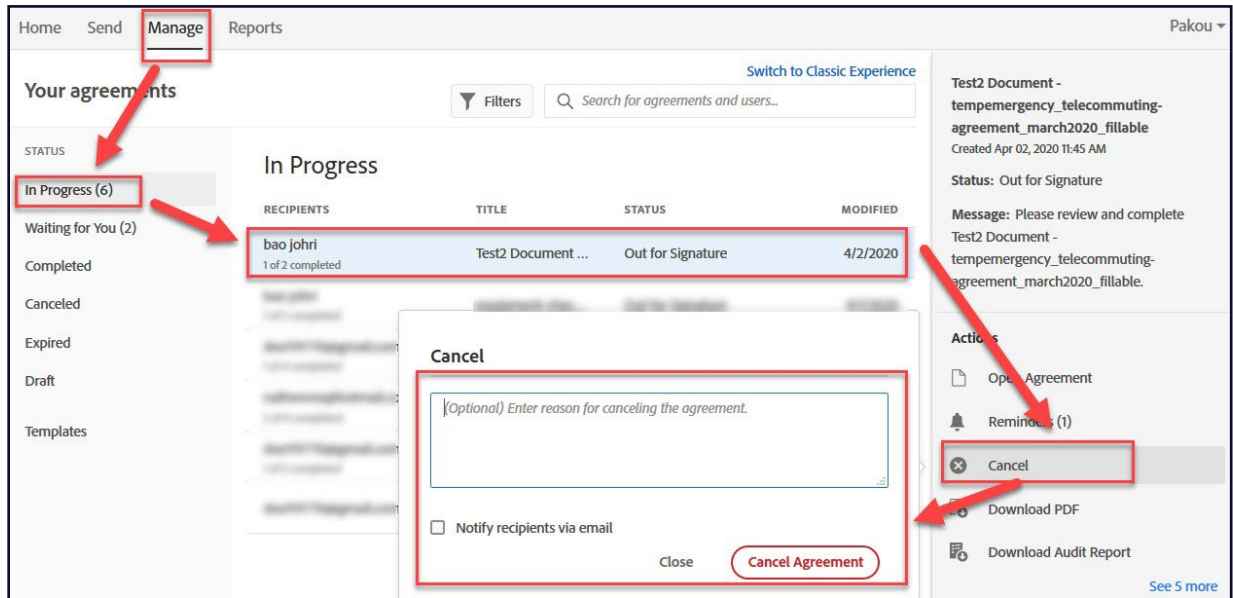 Home Send Manage Reports Pakou
Switch to Classic Experience
Your agreements
Filters
Search for agreements and users...
STATUS
In Progress (6)
Waiting for You (2)
Completed
Canceled
Expired
Draft
Templates
In Progress
RECIPIENTS TITLE STATUS MODIFIED
bao johri
1 of 2 completed
Test2 Document ... Out for Signature 4/2/2020
Cancel
(Optional) Enter reason for canceling the agreement.
Notify recipients via email
Close Cancel Agreement
Test2 Document -
tempemergency_telecommuting-
agreement_march2020_fillable
Created Apr 02, 2020 11:45 AM
Status: Out for Signature
Message: Please review and complete
Test2 Document -
tempemergency_telecommuting-
agreement_march2020_fillable.
Actions
Open Agreement
Reminders (1)
Cancel
Download PDF
Download Audit Report
See 5 more